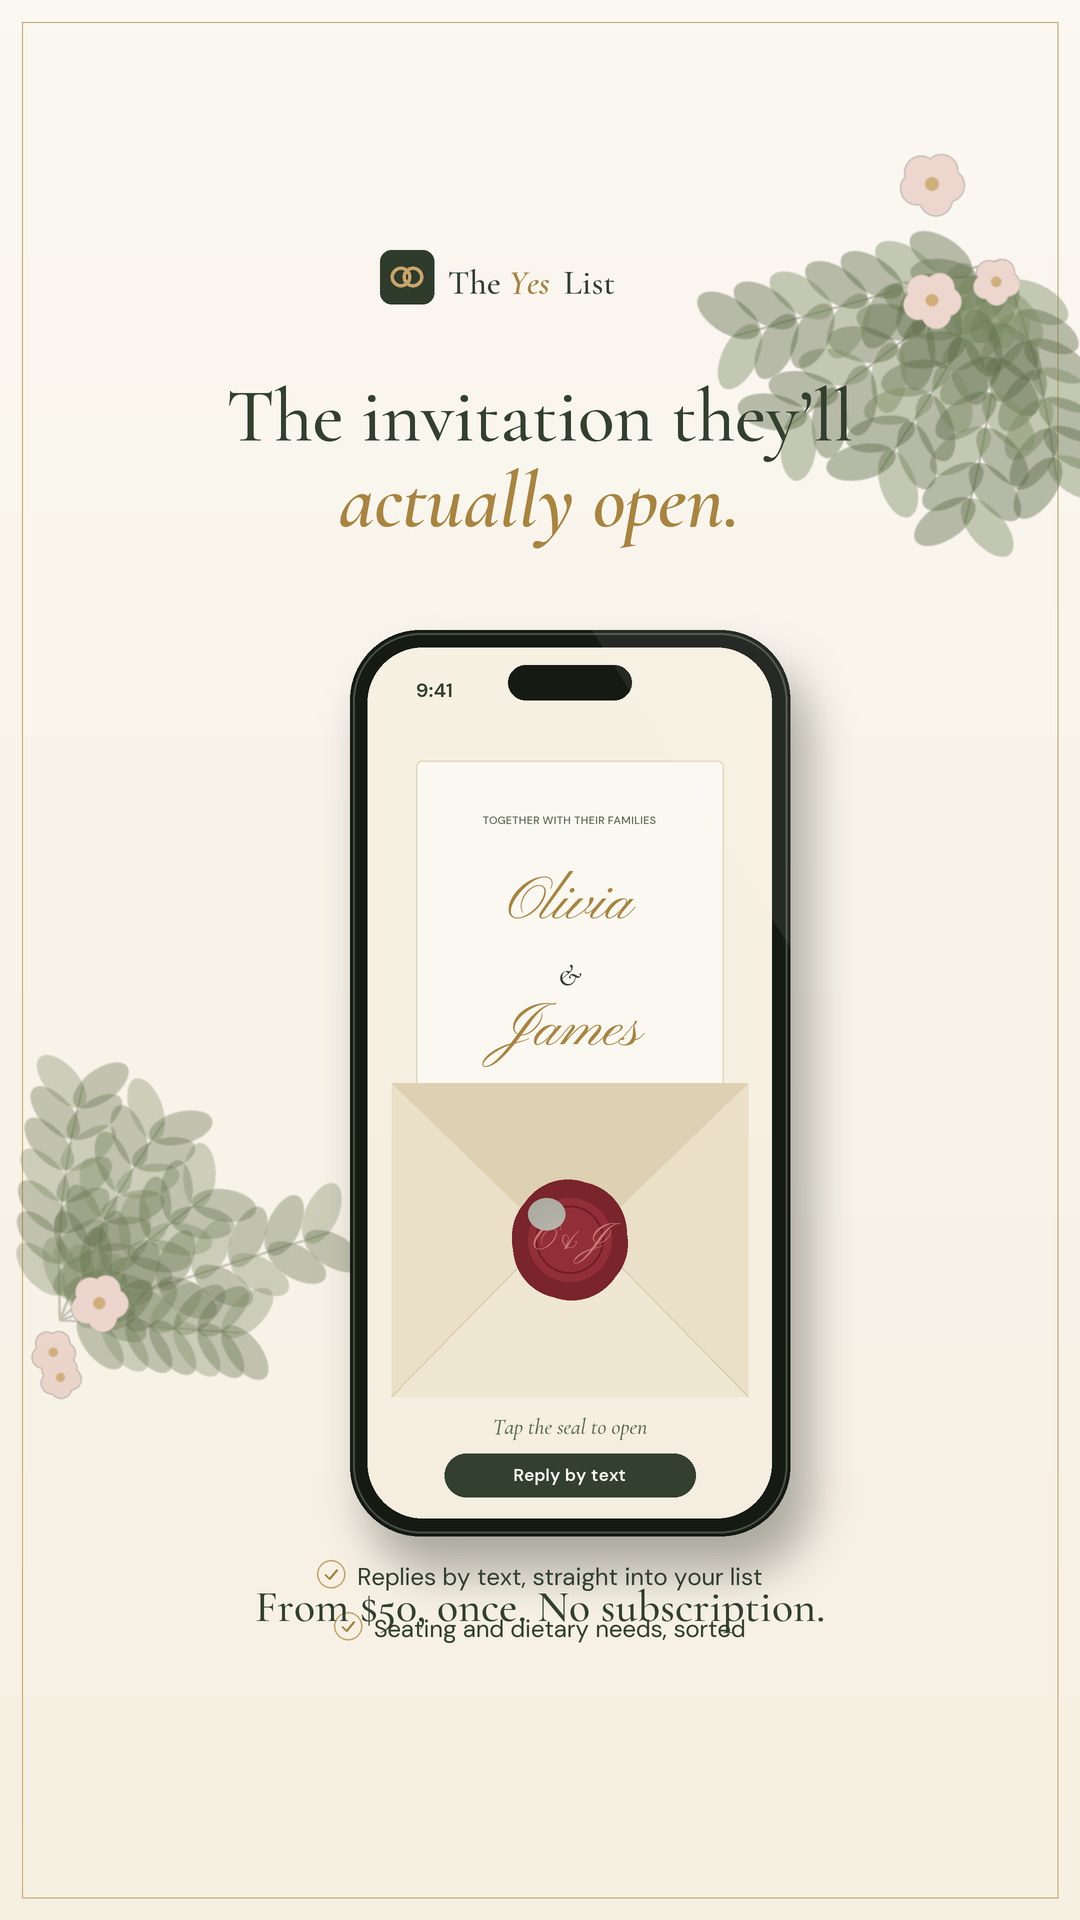 The Yes List
The invitation they’ll
actually open.
9:41
TOGETHER WITH THEIR FAMILIES
Olivia
&
James
O & J
Tap the seal to open
Reply by text
Replies by text, straight into your list
From $50, once. No subscription.
Seating and dietary needs, sorted